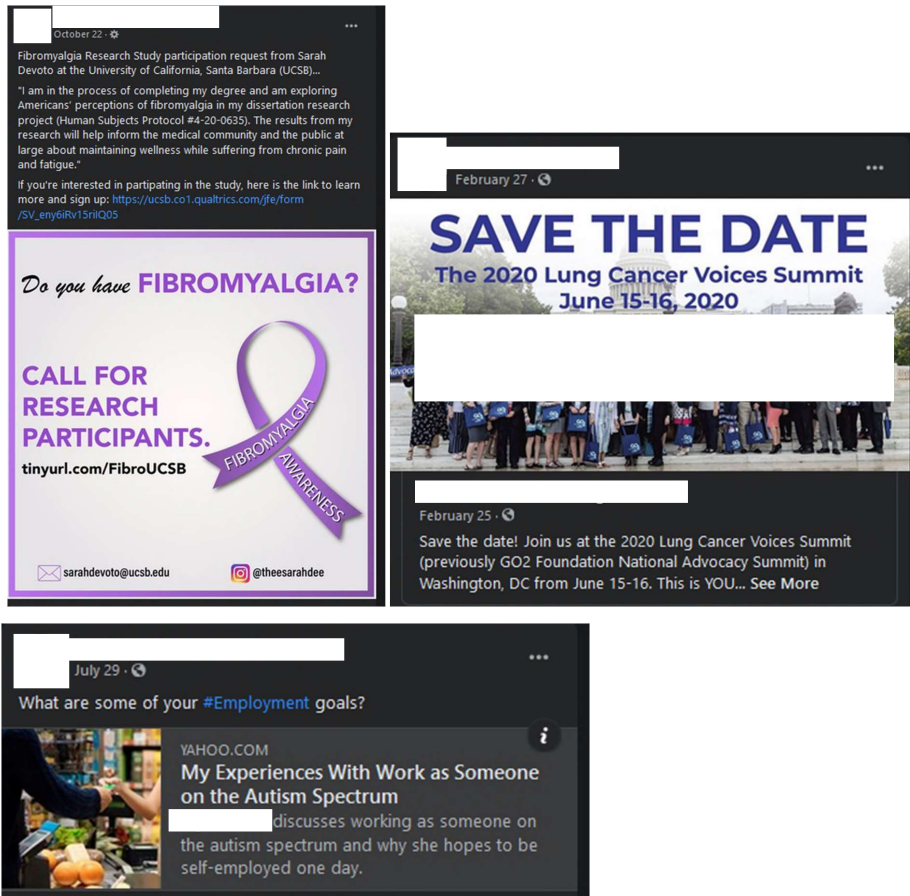 October 22 ·
Fibromyalgia Research Study participation request from Sarah
Devoto at the University of California, Santa Barbara (UCSB)...
"I am in the process of completing my degree and am exploring
Americans' perceptions of fibromyalgia in my dissertation research
project (Human Subjects Protocol #4-20-0635). The results from my
research will help inform the medical community and the public at
large about maintaining wellness while suffering from chronic pain
and fatigue."
If you're interested in partipating in the study, here is the link to learn
more and sign up: https://ucsb.co1.qualtrics.com/jfe/form
/SV_eny6iRv15rilQ05
Do you have FIBROMYALGIA?
CALL FOR
RESEARCH
PARTICIPANTS.
tinyurl.com/FibroUCSB
FIBROMYALGIA
AWARENESS
sarahdevoto@ucsb.edu
@theesarahdee
February 27 ·
SAVE THE DATE
The 2020 Lung Cancer Voices Summit
June 15-16, 2020
February 25 ·
Save the date! Join us at the 2020 Lung Cancer Voices Summit
(previously GO2 Foundation National Advocacy Summit) in
Washington, DC from June 15-16. This is YOU... See More
July 29 ·
What are some of your #Employment goals?
YAHOO.COM
My Experiences With Work as Someone
on the Autism Spectrum
discusses working as someone on
the autism spectrum and why she hopes to be
self-employed one day.